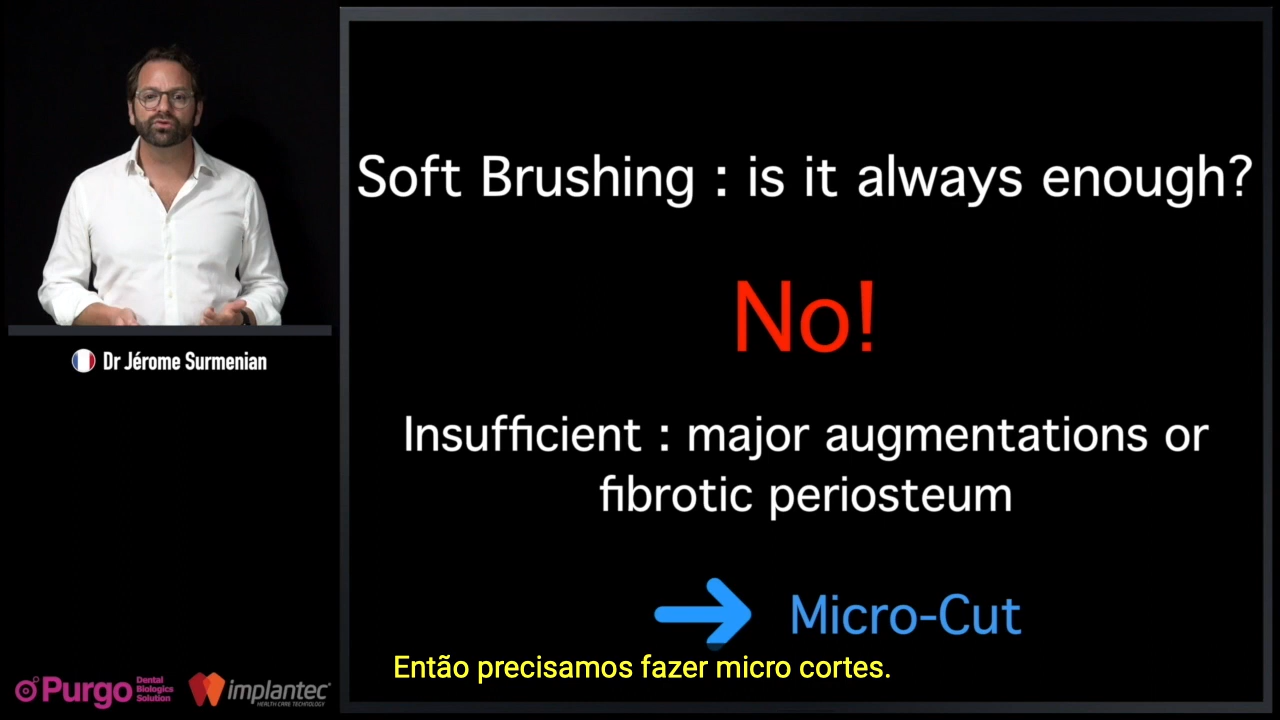 Soft Brushing : is it always enough?
No!
Insufficient : major augmentations or
fibrotic periosteum
Micro-Cut
Então precisamos fazer micro cortes.
Dr Jérome Surmenian
Purgo Dental
Biologics
Solution
implantec
HEALTH CARE TECHNOLOGY